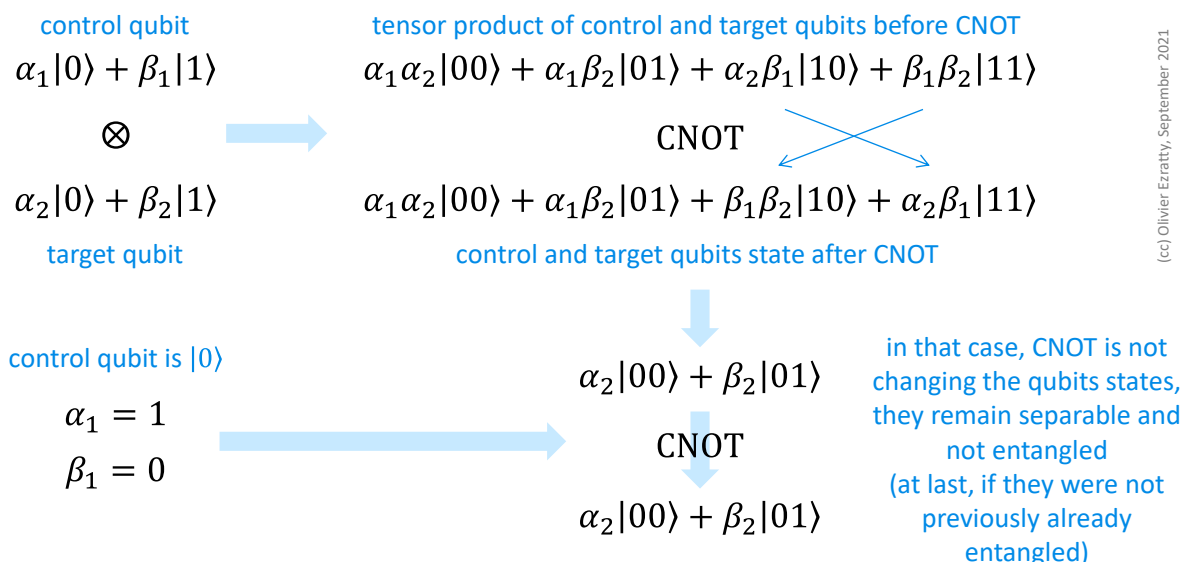 control qubit
α₁|0⟩ + β₁|1⟩
⊗
α₂|0⟩ + β₂|1⟩
target qubit
tensor product of control and target qubits before CNOT
α₁α₂|00⟩ + α₁β₂|01⟩ + α₂β₁|10⟩ + β₁β₂|11⟩
CNOT
α₁α₂|00⟩ + α₁β₂|01⟩ + β₁β₂|10⟩ + α₂β₁|11⟩
control and target qubits state after CNOT
(cc) Olivier Ezratty, September 2021
control qubit is |0⟩
α₁ = 1
β₁ = 0
α₂|00⟩ + β₂|01⟩
CNOT
α₂|00⟩ + β₂|01⟩
in that case, CNOT is not
changing the qubits states,
they remain separable and
not entangled
(at last, if they were not
previously already
entangled)